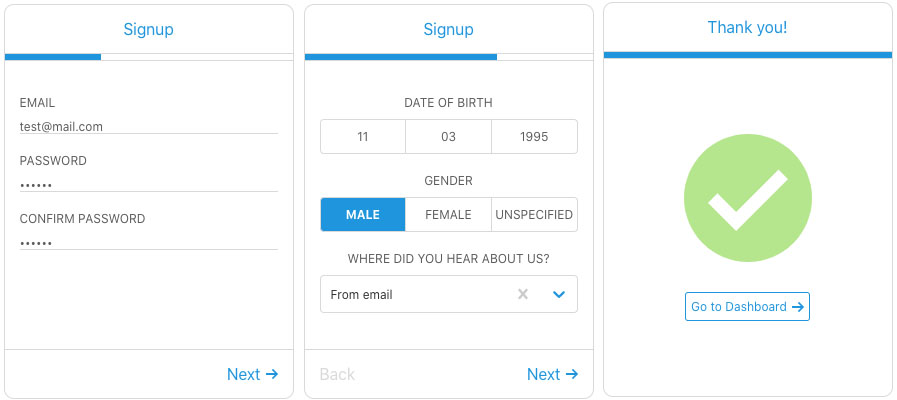 Signup
EMAIL
test@mail.com
PASSWORD
••••••
CONFIRM PASSWORD
••••••
Next →
Signup
DATE OF BIRTH
11 03 1995
GENDER
MALE FEMALE UNSPECIFIED
WHERE DID YOU HEAR ABOUT US?
From email
Back Next →
Thank you!
Go to Dashboard →